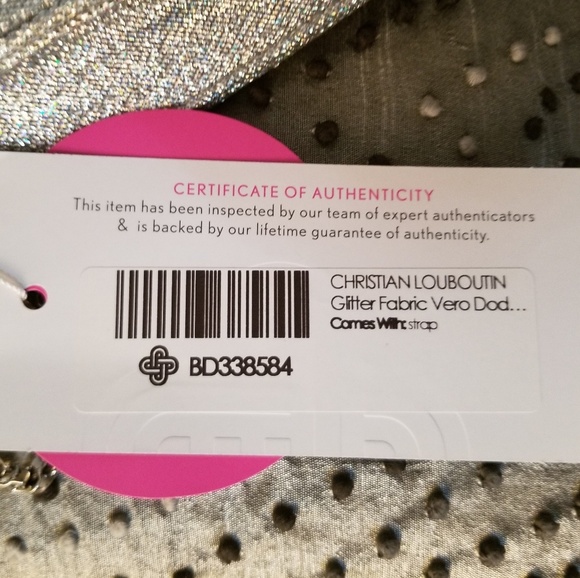 CERTIFICATE OF AUTHENTICITY
This item has been inspected by our team of expert authenticators
& is backed by our lifetime guarantee of authenticity.
CHRISTIAN LOUBOUTIN
Glitter Fabric Vero Dod...
Comes With: strap
BD338584